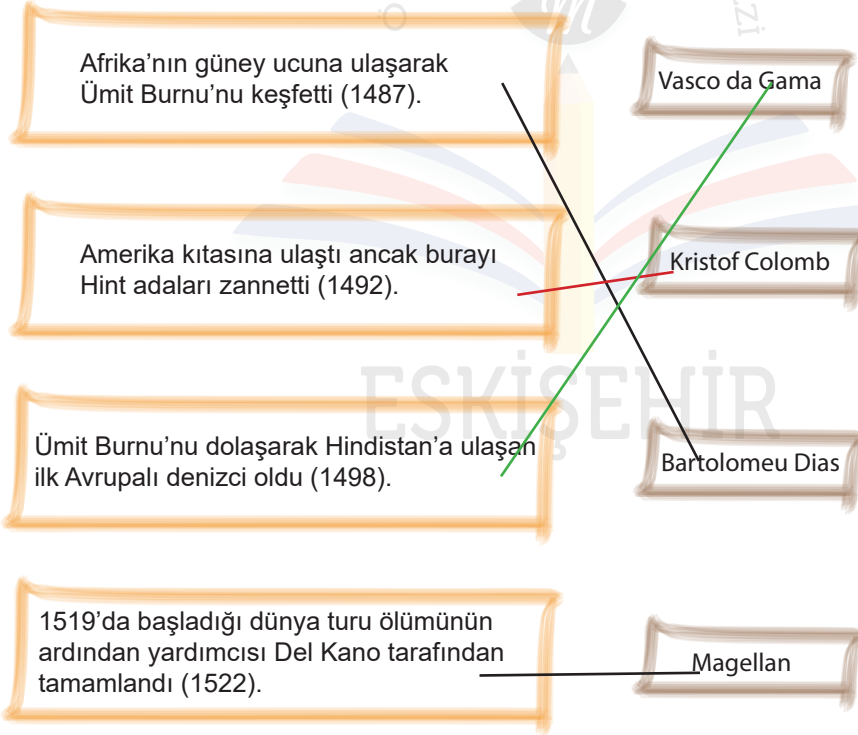 Afrika’nın güney ucuna ulaşarak
Ümit Burnu’nu keşfetti (1487).
Vasco da Gama
Amerika kıtasına ulaştı ancak burayı
Hint adaları zannetti (1492).
Kristof Colomb
ESKİŞEHİR
Ümit Burnu’nu dolaşarak Hindistan’a ulaşan
ilk Avrupalı denizci oldu (1498).
Bartolomeu Dias
1519’da başladığı dünya turu ölümünün
ardından yardımcısı Del Kano tarafından
tamamlandı (1522).
Magellan